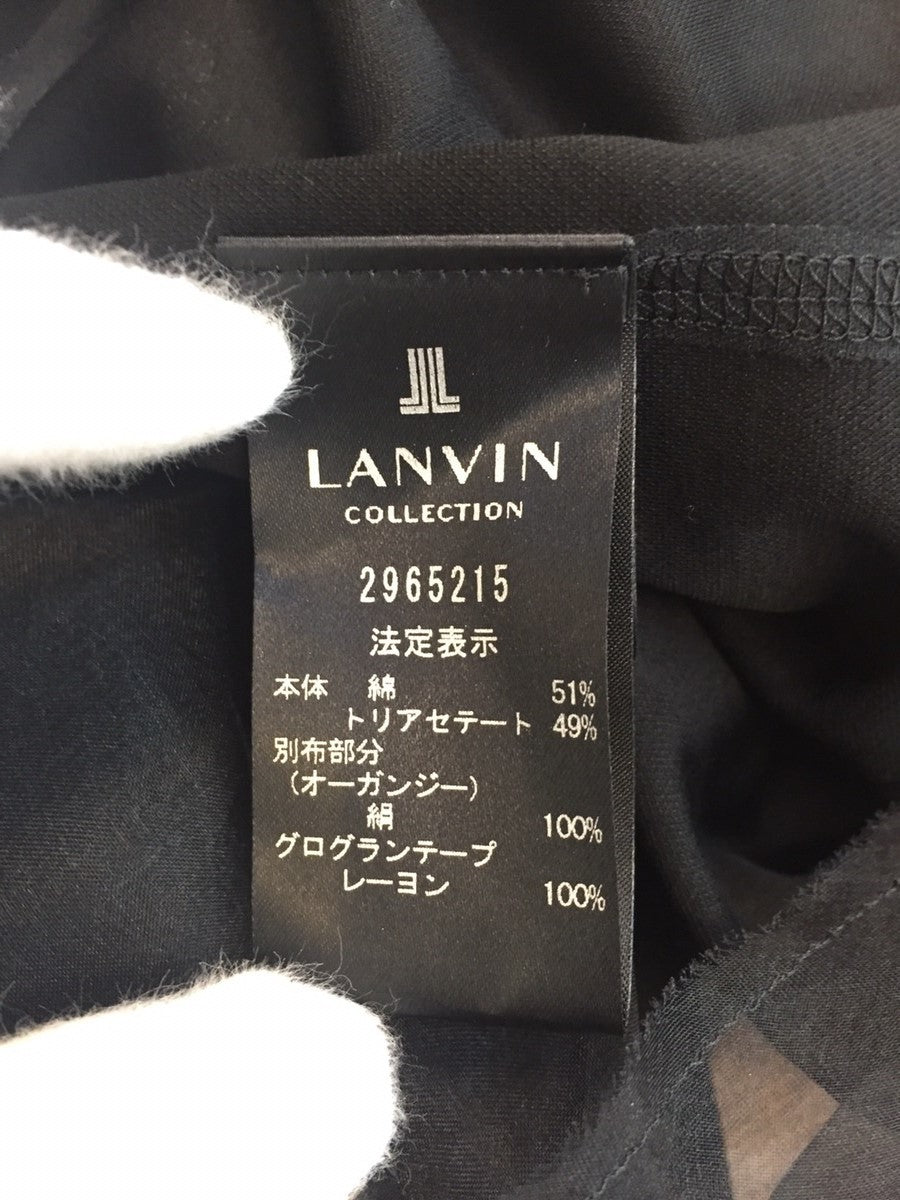 LANVIN
COLLECTION
2965215
法定表示
本体 綿 51%
トリアセテート 49%
別布部分
(オーガンジー)
絹 100%
グログランテープ
レーヨン 100%